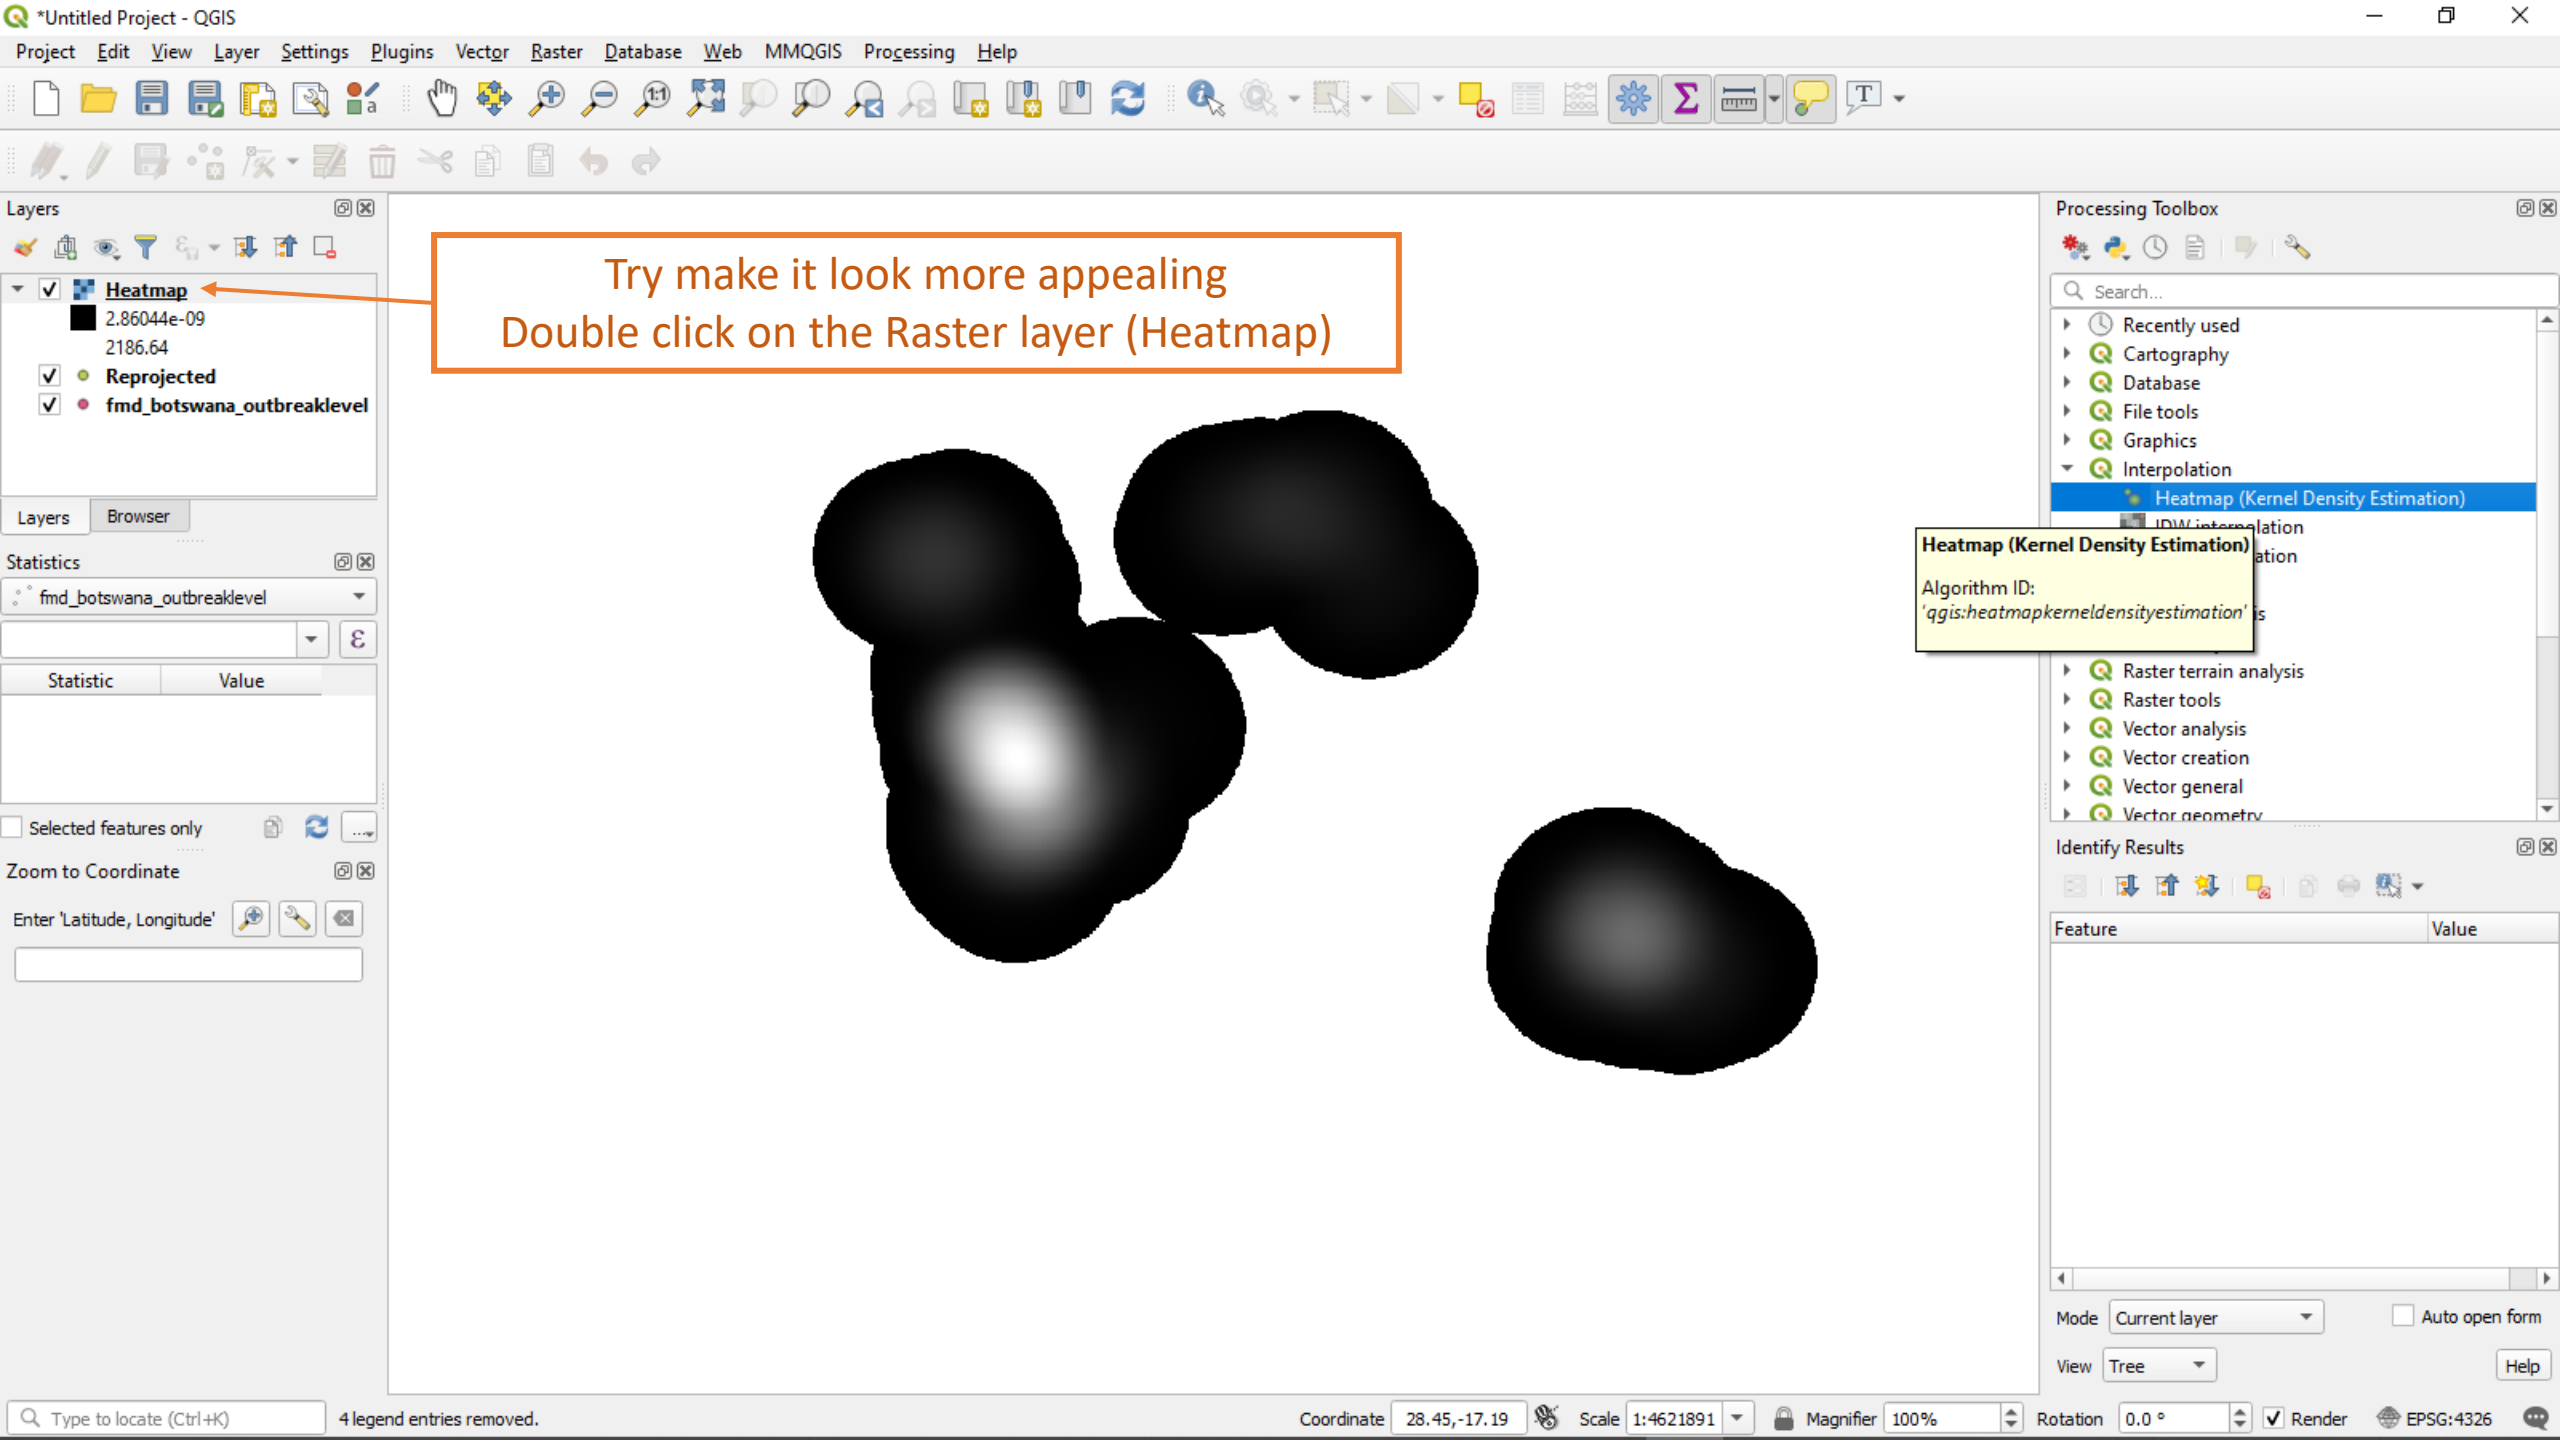 *Untitled Project - QGIS
Project Edit View Layer Settings Plugins Vector Raster Database Web MMQGIS Processing Help
Layers
Heatmap
2.86044e-09
2186.64
Reprojected
fmd_botswana_outbreaklevel
Layers Browser
Statistics
fmd_botswana_outbreaklevel
ε
Statistic Value
Selected features only
...
Zoom to Coordinate
Enter 'Latitude, Longitude'
Try make it look more appealing
Double click on the Raster layer (Heatmap)
Processing Toolbox
Search...
Recently used
Cartography
Database
File tools
Graphics
Interpolation
Heatmap (Kernel Density Estimation)
IDW interpolation
ation
Heatmap (Kernel Density Estimation)
Algorithm ID:
'qgis:heatmapkerneldensityestimation'
is
Raster terrain analysis
Raster tools
Vector analysis
Vector creation
Vector general
Vector geometry
Identify Results
Feature Value
Mode Current layer Auto open form
View Tree Help
Type to locate (Ctrl+K) 4 legend entries removed. Coordinate 28.45,-17.19 Scale 1:4621891 Magnifier 100% Rotation 0.0 ° Render EPSG:4326